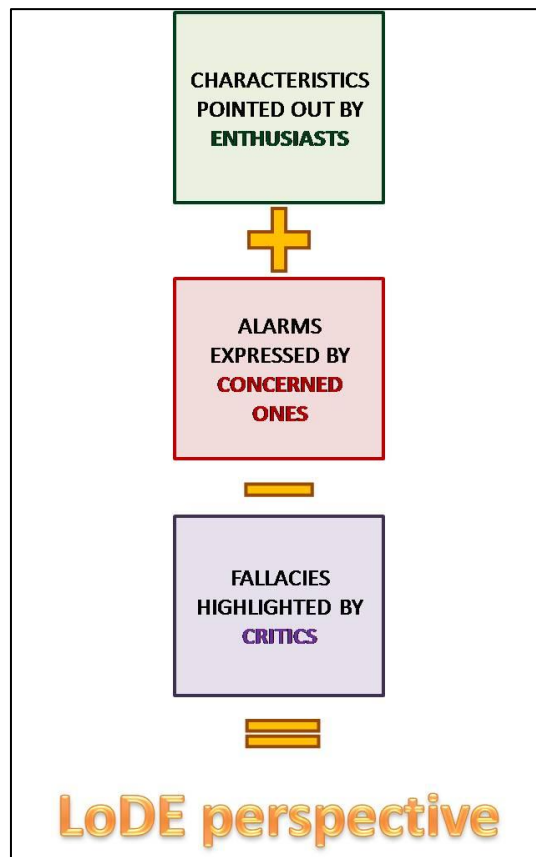 CHARACTERISTICS
POINTED OUT BY
ENTHUSIASTS
+
ALARMS
EXPRESSED BY
CONCERNED
ONES
−
FALLACIES
HIGHLIGHTED BY
CRITICS
=
LoDE perspective